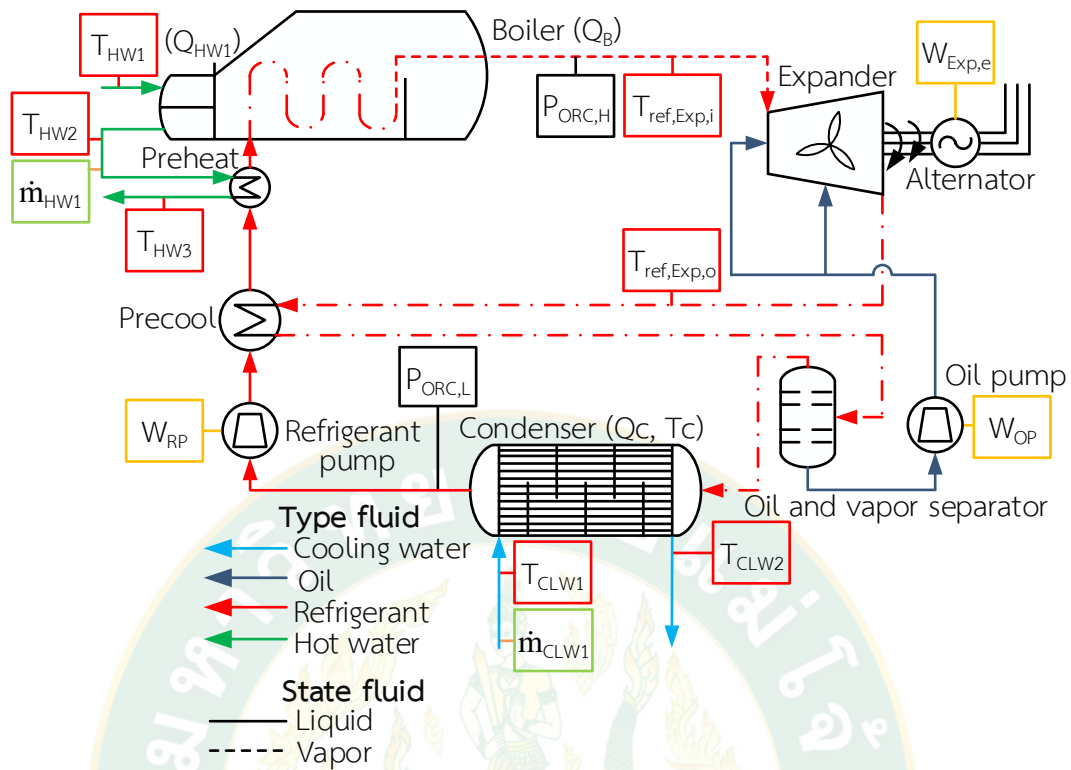 T_HW1
(Q_HW1)
Boiler (Q_B)
W_Exp,e
Expander
P_ORC,H
T_ref,Exp,i
T_HW2
Preheat
ṁ_HW1
Alternator
T_HW3
T_ref,Exp,o
Precool
P_ORC,L
Oil pump
W_RP
Refrigerant
pump
Condenser (Qc, Tc)
W_OP
Oil and vapor separator
Type fluid
Cooling water
T_CLW1
T_CLW2
Oil
Refrigerant
ṁ_CLW1
Hot water
State fluid
Liquid
Vapor